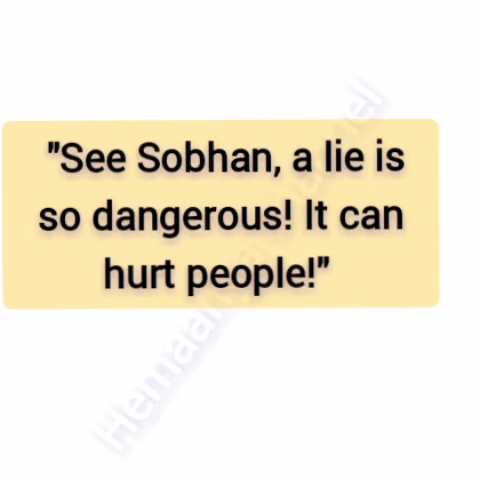 "See Sobhan, a lie is
so dangerous! It can
hurt people!"